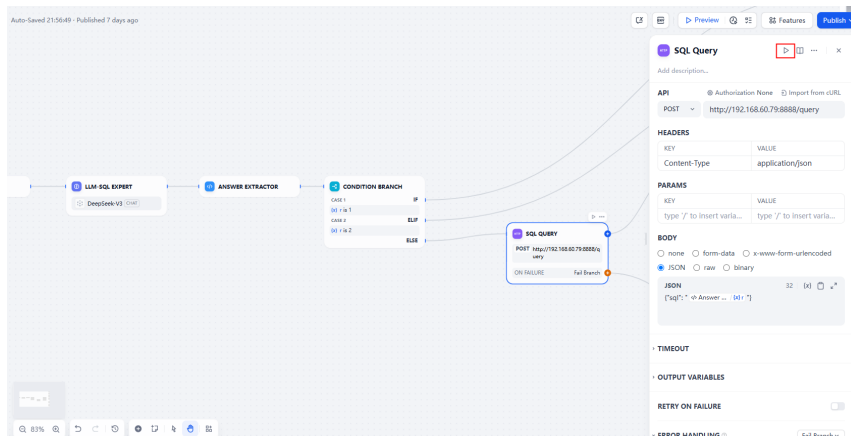 Auto-Saved 21:56:49 · Published 7 days ago
Preview
Features
Publish
LLM-SQL EXPERT
DeepSeek-V3 CHAT
ANSWER EXTRACTOR
CONDITION BRANCH
CASE 1 IF
{x} r is 1
CASE 2 ELIF
{x} r is 2
ELSE
SQL QUERY
POST http://192.168.60.79:8888/q
uery
ON FAILURE Fail Branch
83%
SQL Query
Add description...
API Authorization None Import from cURL
POST http://192.168.60.79:8888/query
HEADERS
KEY VALUE
Content-Type application/json
PARAMS
KEY VALUE
type '/' to insert varia... type '/' to insert varia...
BODY
none form-data x-www-form-urlencoded
JSON raw binary
JSON 32 {x}
{"sql": " Answer ... {x} r "}
TIMEOUT
OUTPUT VARIABLES
RETRY ON FAILURE
ERROR HANDLING Fail Branch